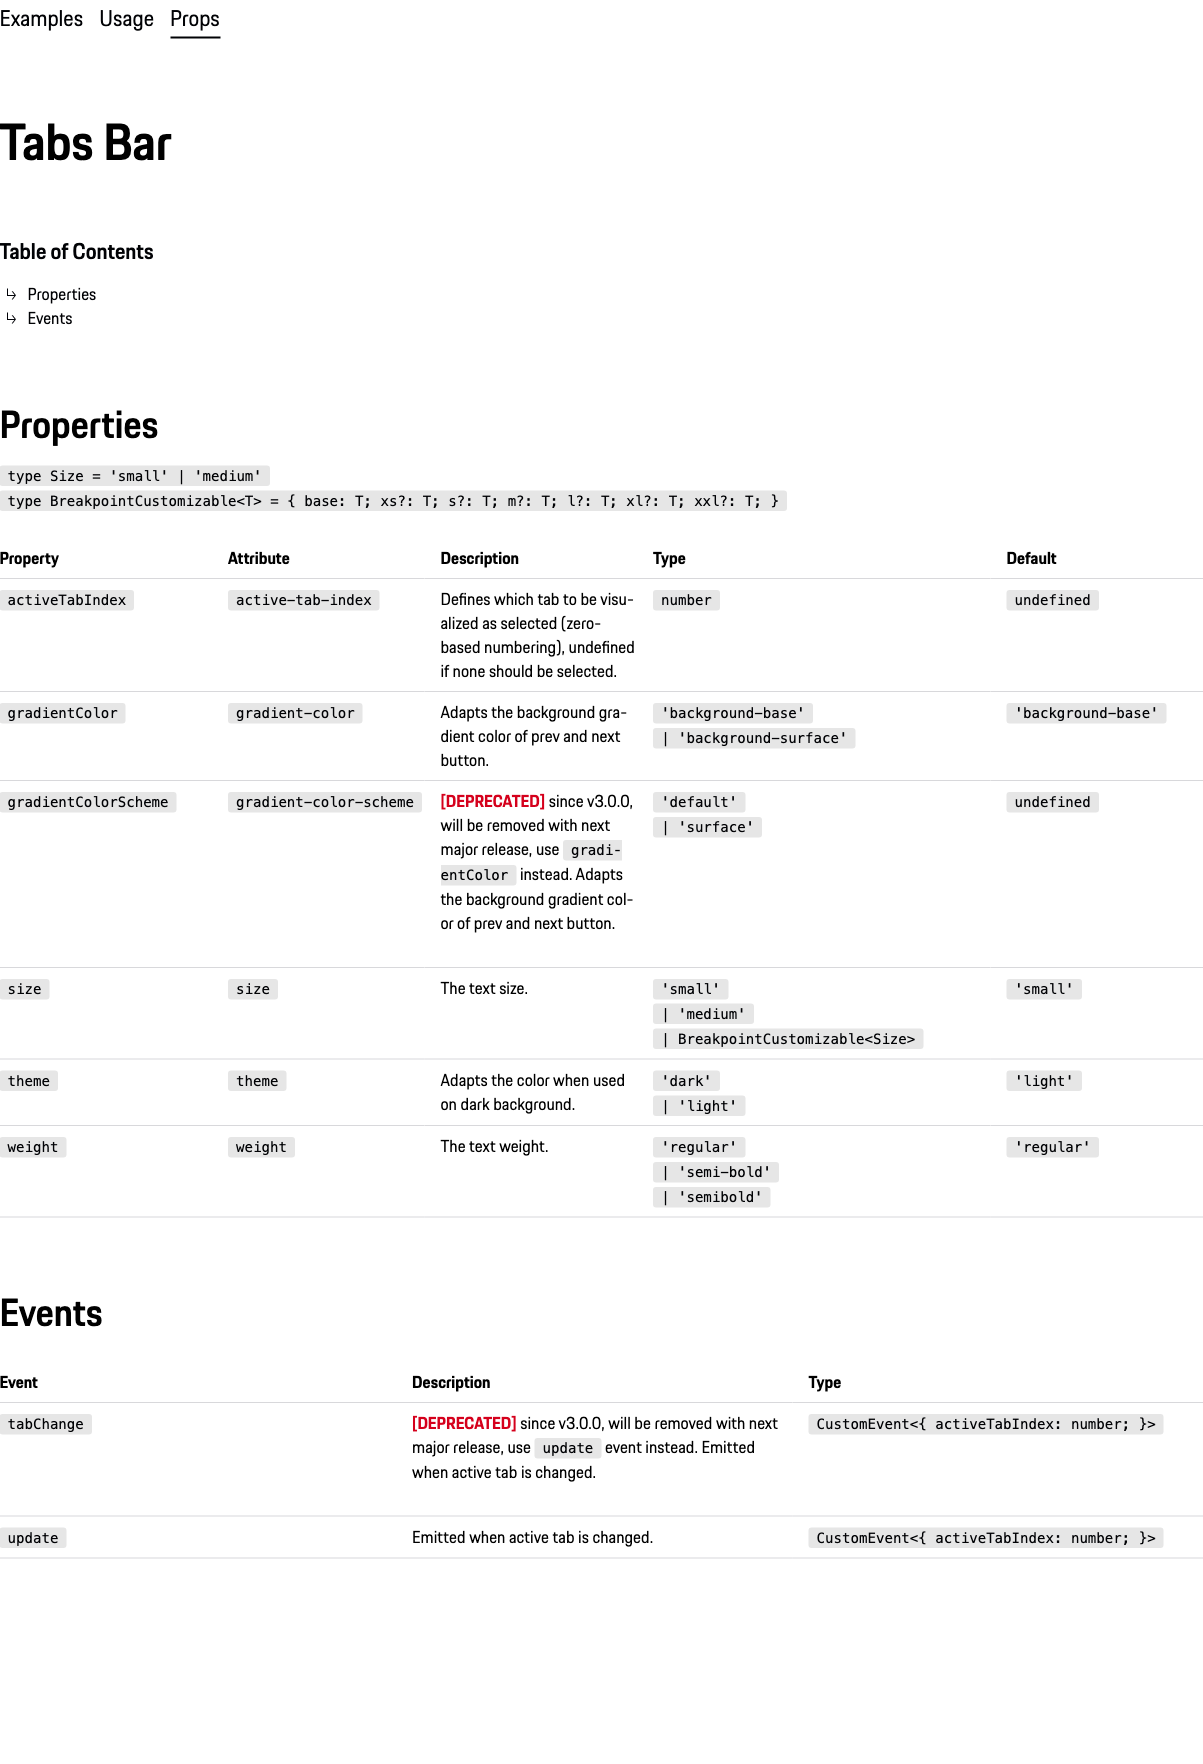 Examples Usage Props
Tabs Bar
Table of Contents
Properties
Events
Properties
type Size = 'small' | 'medium'
type BreakpointCustomizable<T> = { base: T; xs?: T; s?: T; m?: T; l?: T; xl?: T; xxl?: T; }
Property Attribute Description Type Default
activeTabIndex active-tab-index Defines which tab to be visu- number undefined
alized as selected (zero-
based numbering), undefined
if none should be selected.
gradientColor gradient-color Adapts the background gra- 'background-base' 'background-base'
dient color of prev and next | 'background-surface'
button.
gradientColorScheme gradient-color-scheme [DEPRECATED] since v3.0.0, 'default' undefined
will be removed with next | 'surface'
major release, use gradi-
entColor instead. Adapts
the background gradient col-
or of prev and next button.
size size The text size. 'small' 'small'
| 'medium'
| BreakpointCustomizable<Size>
theme theme Adapts the color when used 'dark' 'light'
on dark background. | 'light'
weight weight The text weight. 'regular' 'regular'
| 'semi-bold'
| 'semibold'
Events
Event Description Type
tabChange [DEPRECATED] since v3.0.0, will be removed with next CustomEvent<{ activeTabIndex: number; }>
major release, use update event instead. Emitted
when active tab is changed.
update Emitted when active tab is changed. CustomEvent<{ activeTabIndex: number; }>